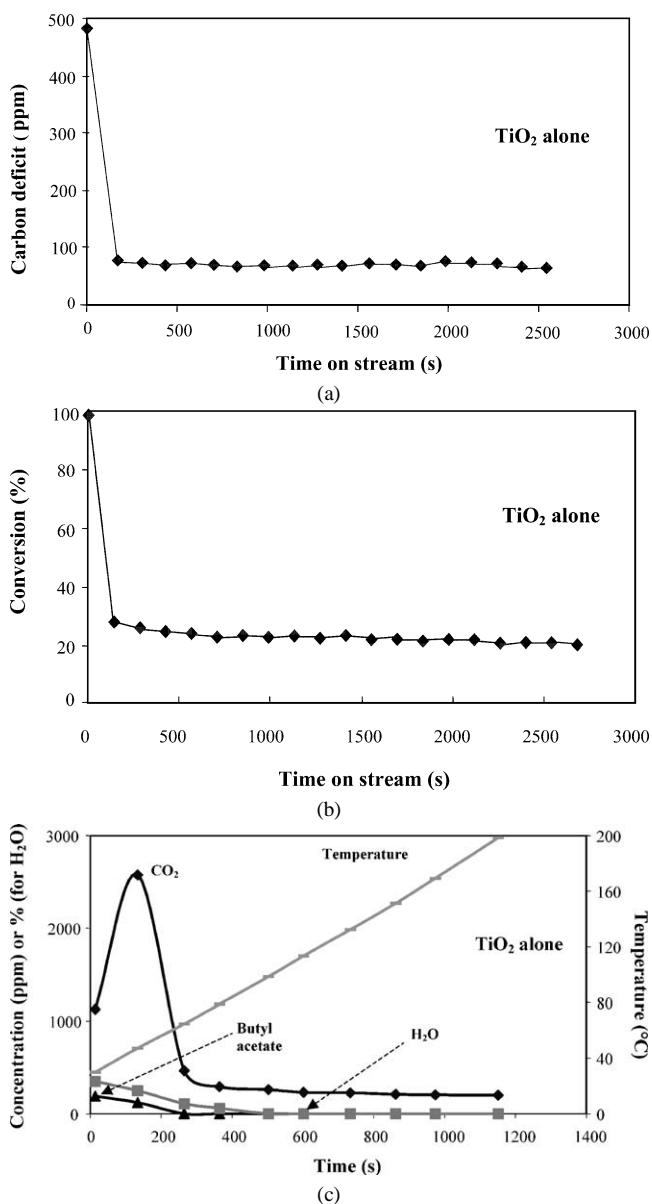 500
400
300
200
100
0
Carbon deficit (ppm)
TiO₂ alone
0 500 1000 1500 2000 2500 3000
Time on stream (s)
(a)
100
80
60
40
20
0
Conversion (%)
TiO₂ alone
0 500 1000 1500 2000 2500 3000
Time on stream (s)
(b)
3000
2000
1000
0
Concentration (ppm) or % (for H₂O)
CO₂
Temperature
TiO₂ alone
Butyl
acetate
H₂O
200
160
120
80
40
0
Temperature (°C)
0 200 400 600 800 1000 1200 1400
Time (s)
(c)